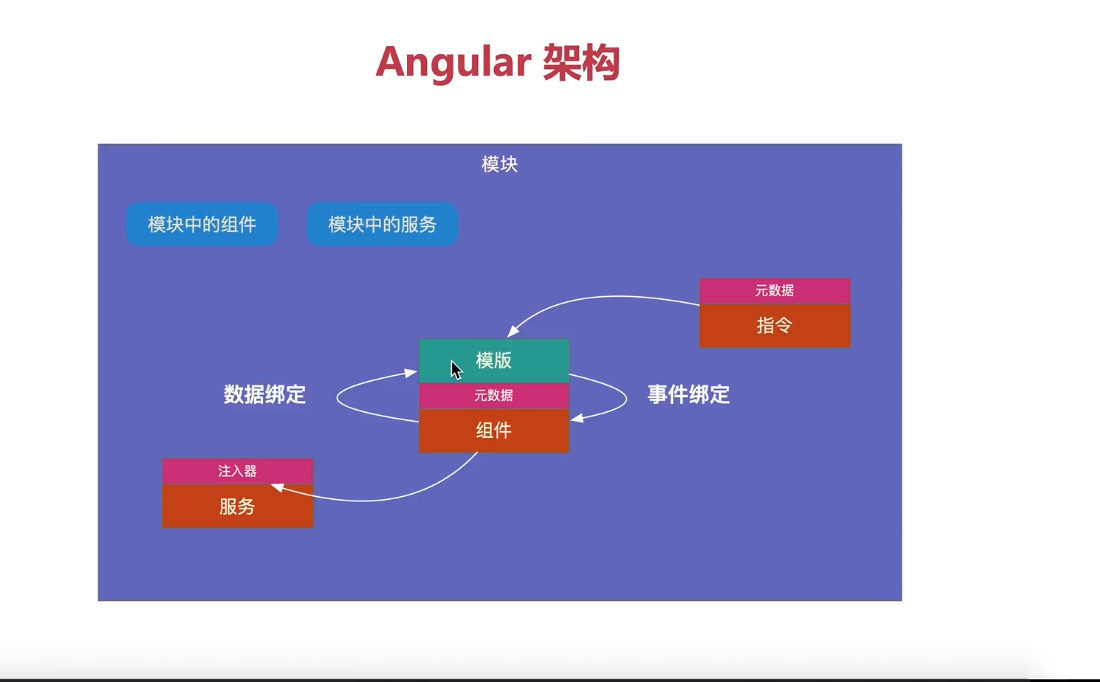 Angular 架构
模块
模块中的组件
模块中的服务
元数据
指令
模版
元数据
组件
数据绑定
事件绑定
注入器
服务